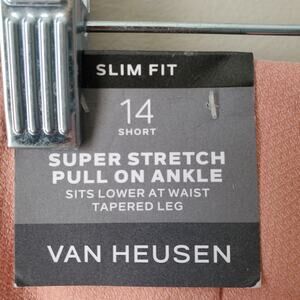 SLIM FIT
14
SHORT
SUPER STRETCH
PULL ON ANKLE
SITS LOWER AT WAIST
TAPERED LEG
VAN HEUSEN